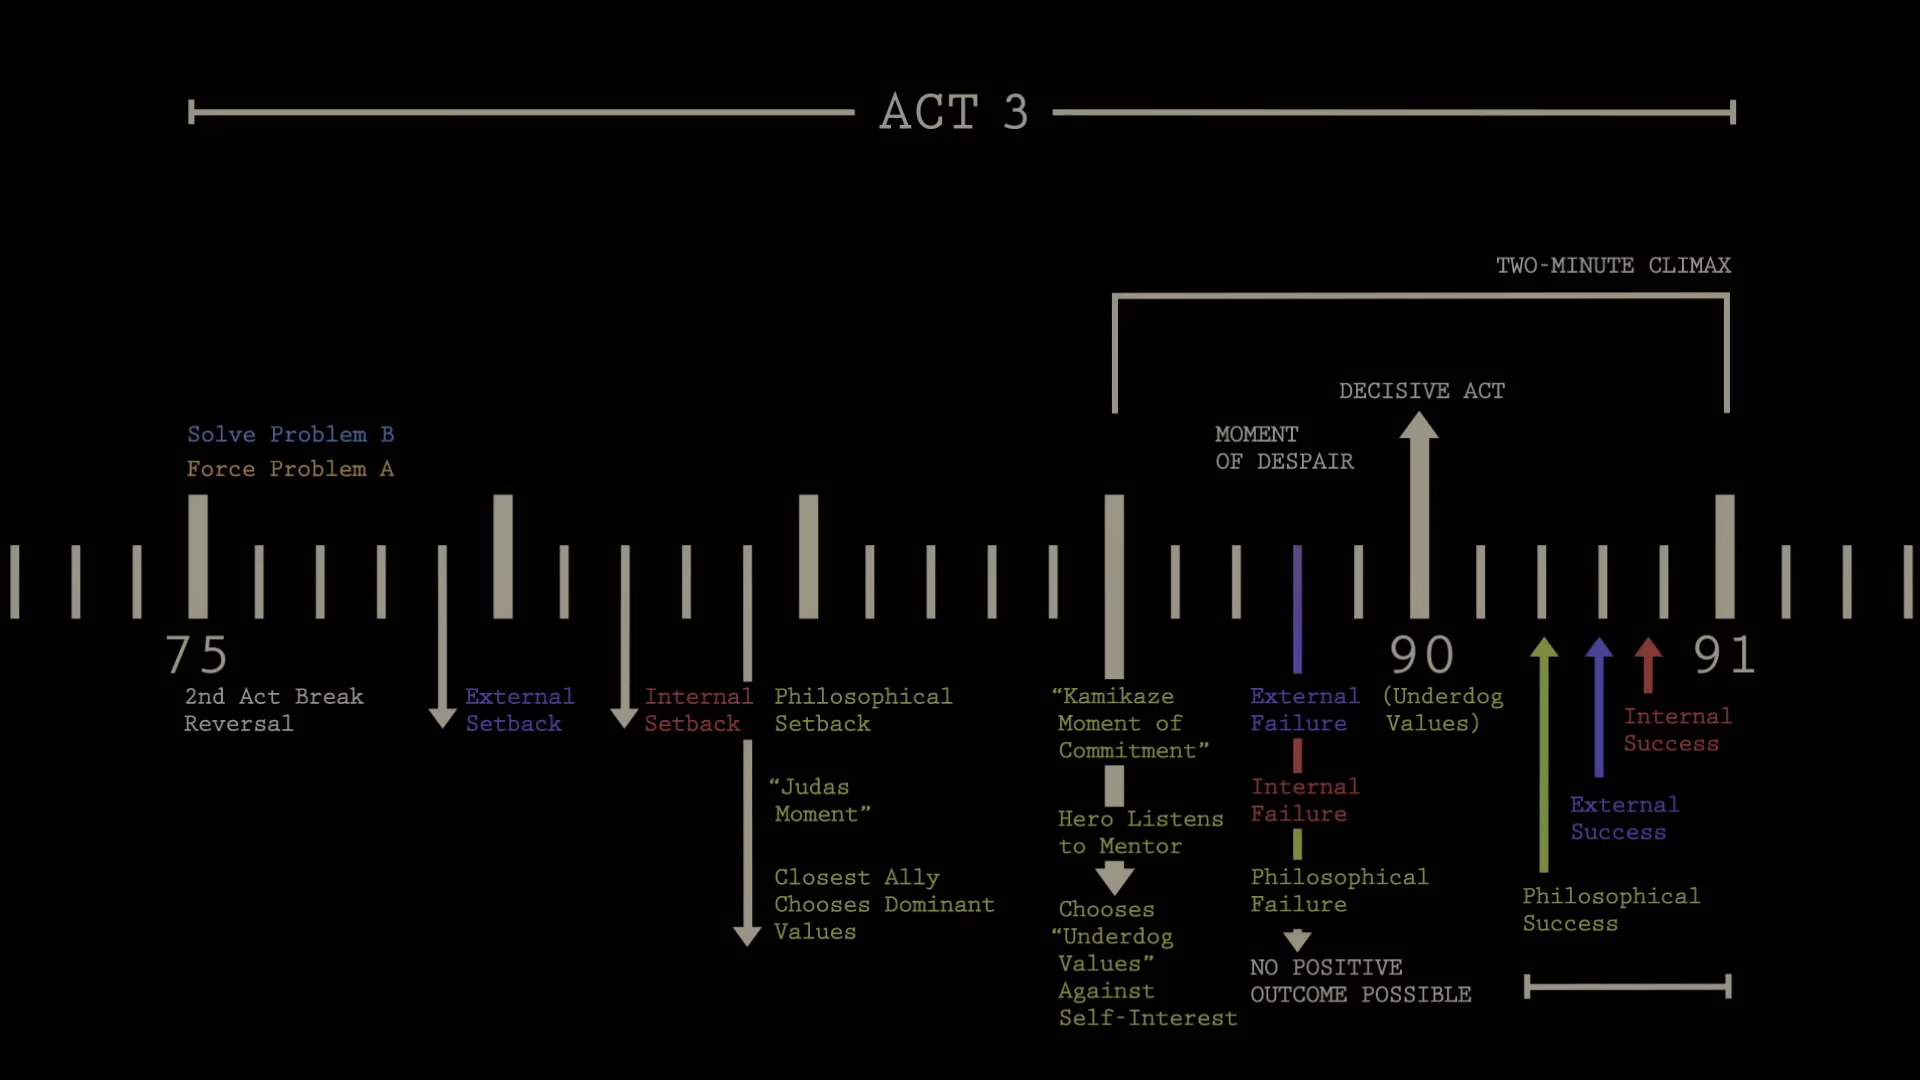 ACT 3
TWO-MINUTE CLIMAX
DECISIVE ACT
MOMENT
OF DESPAIR
Solve Problem B
Force Problem A
75
90
91
2nd Act Break
Reversal
External
Setback
Internal
Setback
Philosophical
Setback
“Judas
Moment”
Closest Ally
Chooses Dominant
Values
“Kamikaze
Moment of
Commitment”
Hero Listens
to Mentor
Chooses
“Underdog
Values”
Against
Self-Interest
External
Failure
Internal
Failure
Philosophical
Failure
NO POSITIVE
OUTCOME POSSIBLE
(Underdog
Values)
Philosophical
Success
External
Success
Internal
Success